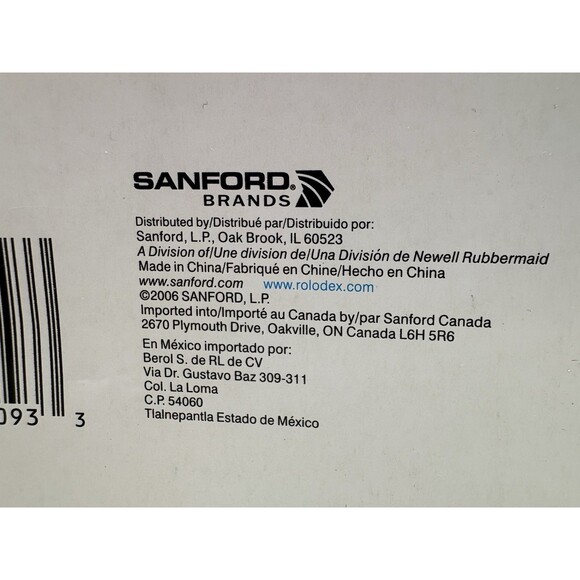 SANFORD®
BRANDS
Distributed by/Distribué par/Distribuido por:
Sanford, L.P., Oak Brook, IL 60523
A Division of/Une division de/Una División de Newell Rubbermaid
Made in China/Fabriqué en Chine/Hecho en China
www.sanford.com www.rolodex.com
©2006 SANFORD, L.P.
Imported into/Importé au Canada by/par Sanford Canada
2670 Plymouth Drive, Oakville, ON Canada L6H 5R6
En México importado por:
Berol S. de RL de CV
Via Dr. Gustavo Baz 309-311
Col. La Loma
C.P. 54060
Tlalnepantla Estado de México
093 3